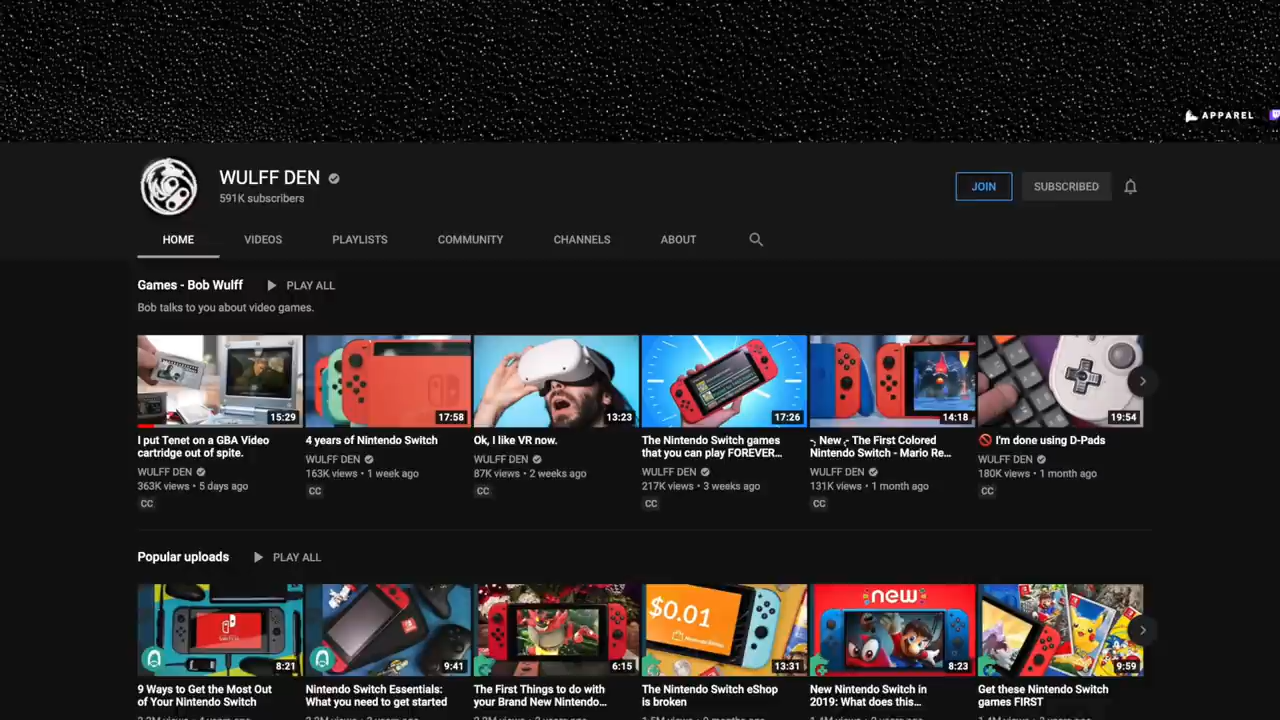 APPAREL
WULFF DEN
591K subscribers
JOIN
SUBSCRIBED
HOME
VIDEOS
PLAYLISTS
COMMUNITY
CHANNELS
ABOUT
Games - Bob Wulff
PLAY ALL
Bob talks to you about video games.
15:29
17:58
13:23
17:26
14:18
19:54
I put Tenet on a GBA Video
cartridge out of spite.
WULFF DEN
363K views • 5 days ago
CC
4 years of Nintendo Switch
WULFF DEN
163K views • 1 week ago
CC
Ok, I like VR now.
WULFF DEN
87K views • 2 weeks ago
CC
The Nintendo Switch games
that you can play FOREVER...
WULFF DEN
217K views • 3 weeks ago
CC
New - The First Colored
Nintendo Switch - Mario Re...
WULFF DEN
131K views • 1 month ago
CC
🚫 I'm done using D-Pads
WULFF DEN
180K views • 1 month ago
CC
Popular uploads
PLAY ALL
8:21
9:41
6:15
$0.01
13:31
new
8:23
9:59
9 Ways to Get the Most Out
of Your Nintendo Switch
Nintendo Switch Essentials:
What you need to get started
The First Things to do with
your Brand New Nintendo...
The Nintendo Switch eShop
is broken
New Nintendo Switch in
2019: What does this...
Get these Nintendo Switch
games FIRST